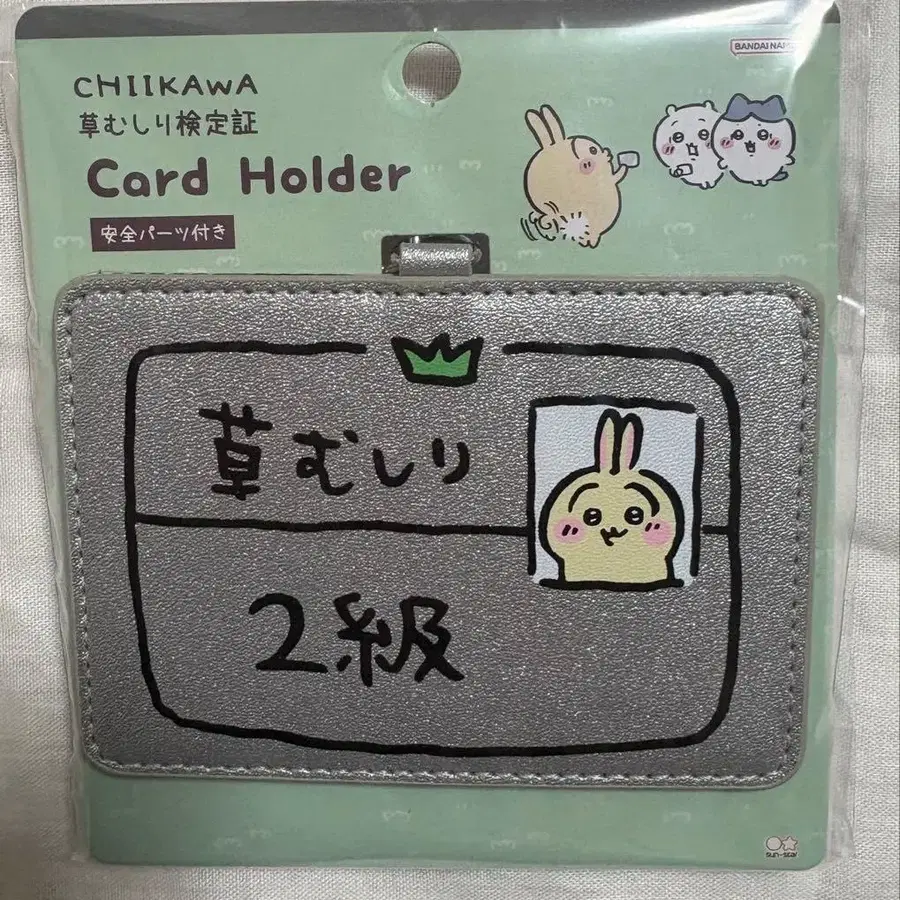 CHIIKAWA
草むしり検定証
Card Holder
安全パーツ付き
BANDAI NAM
草むしり
2級
sun-star